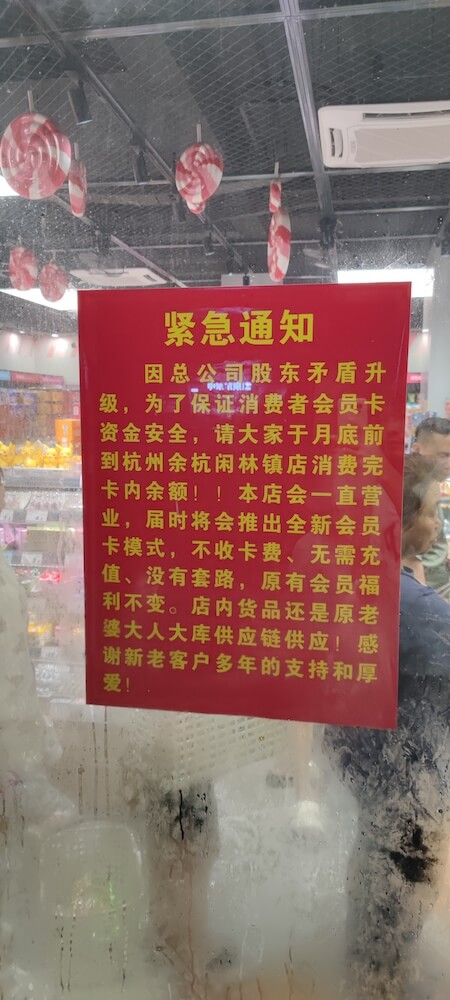 紧急通知
因总公司股东矛盾升
级，为了保证消费者会员卡
资金安全，请大家于月底前
到杭州余杭闲林镇店消费完
卡内余额！！本店会一直营
业，届时将会推出全新会员
卡模式，不收卡费、无需充
值、没有套路，原有会员福
利不变。店内货品还是原老
婆大人大库供应链供应！感
谢新老客户多年的支持和厚
爱！